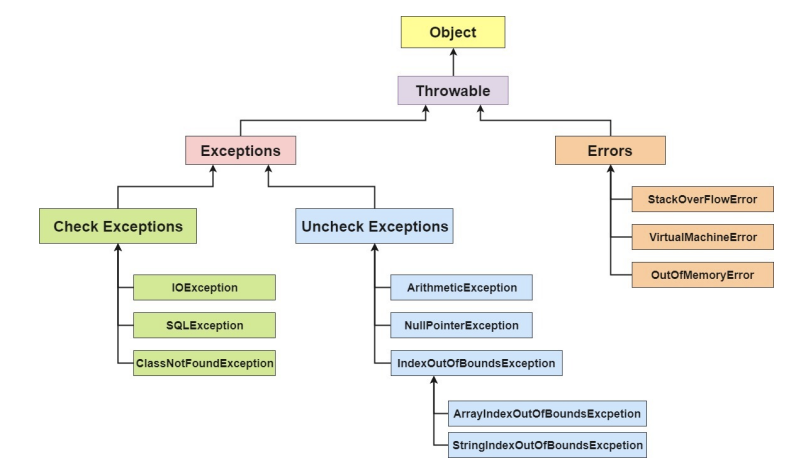 Object
Throwable
Exceptions
Errors
Check Exceptions
Uncheck Exceptions
StackOverFlowError
VirtualMachineError
OutOfMemoryError
IOException
SQLException
ClassNotFoundException
ArithmeticException
NullPointerException
IndexOutOfBoundsException
ArrayIndexOutOfBoundsExcpetion
StringIndexOutOfBoundsExcpetion